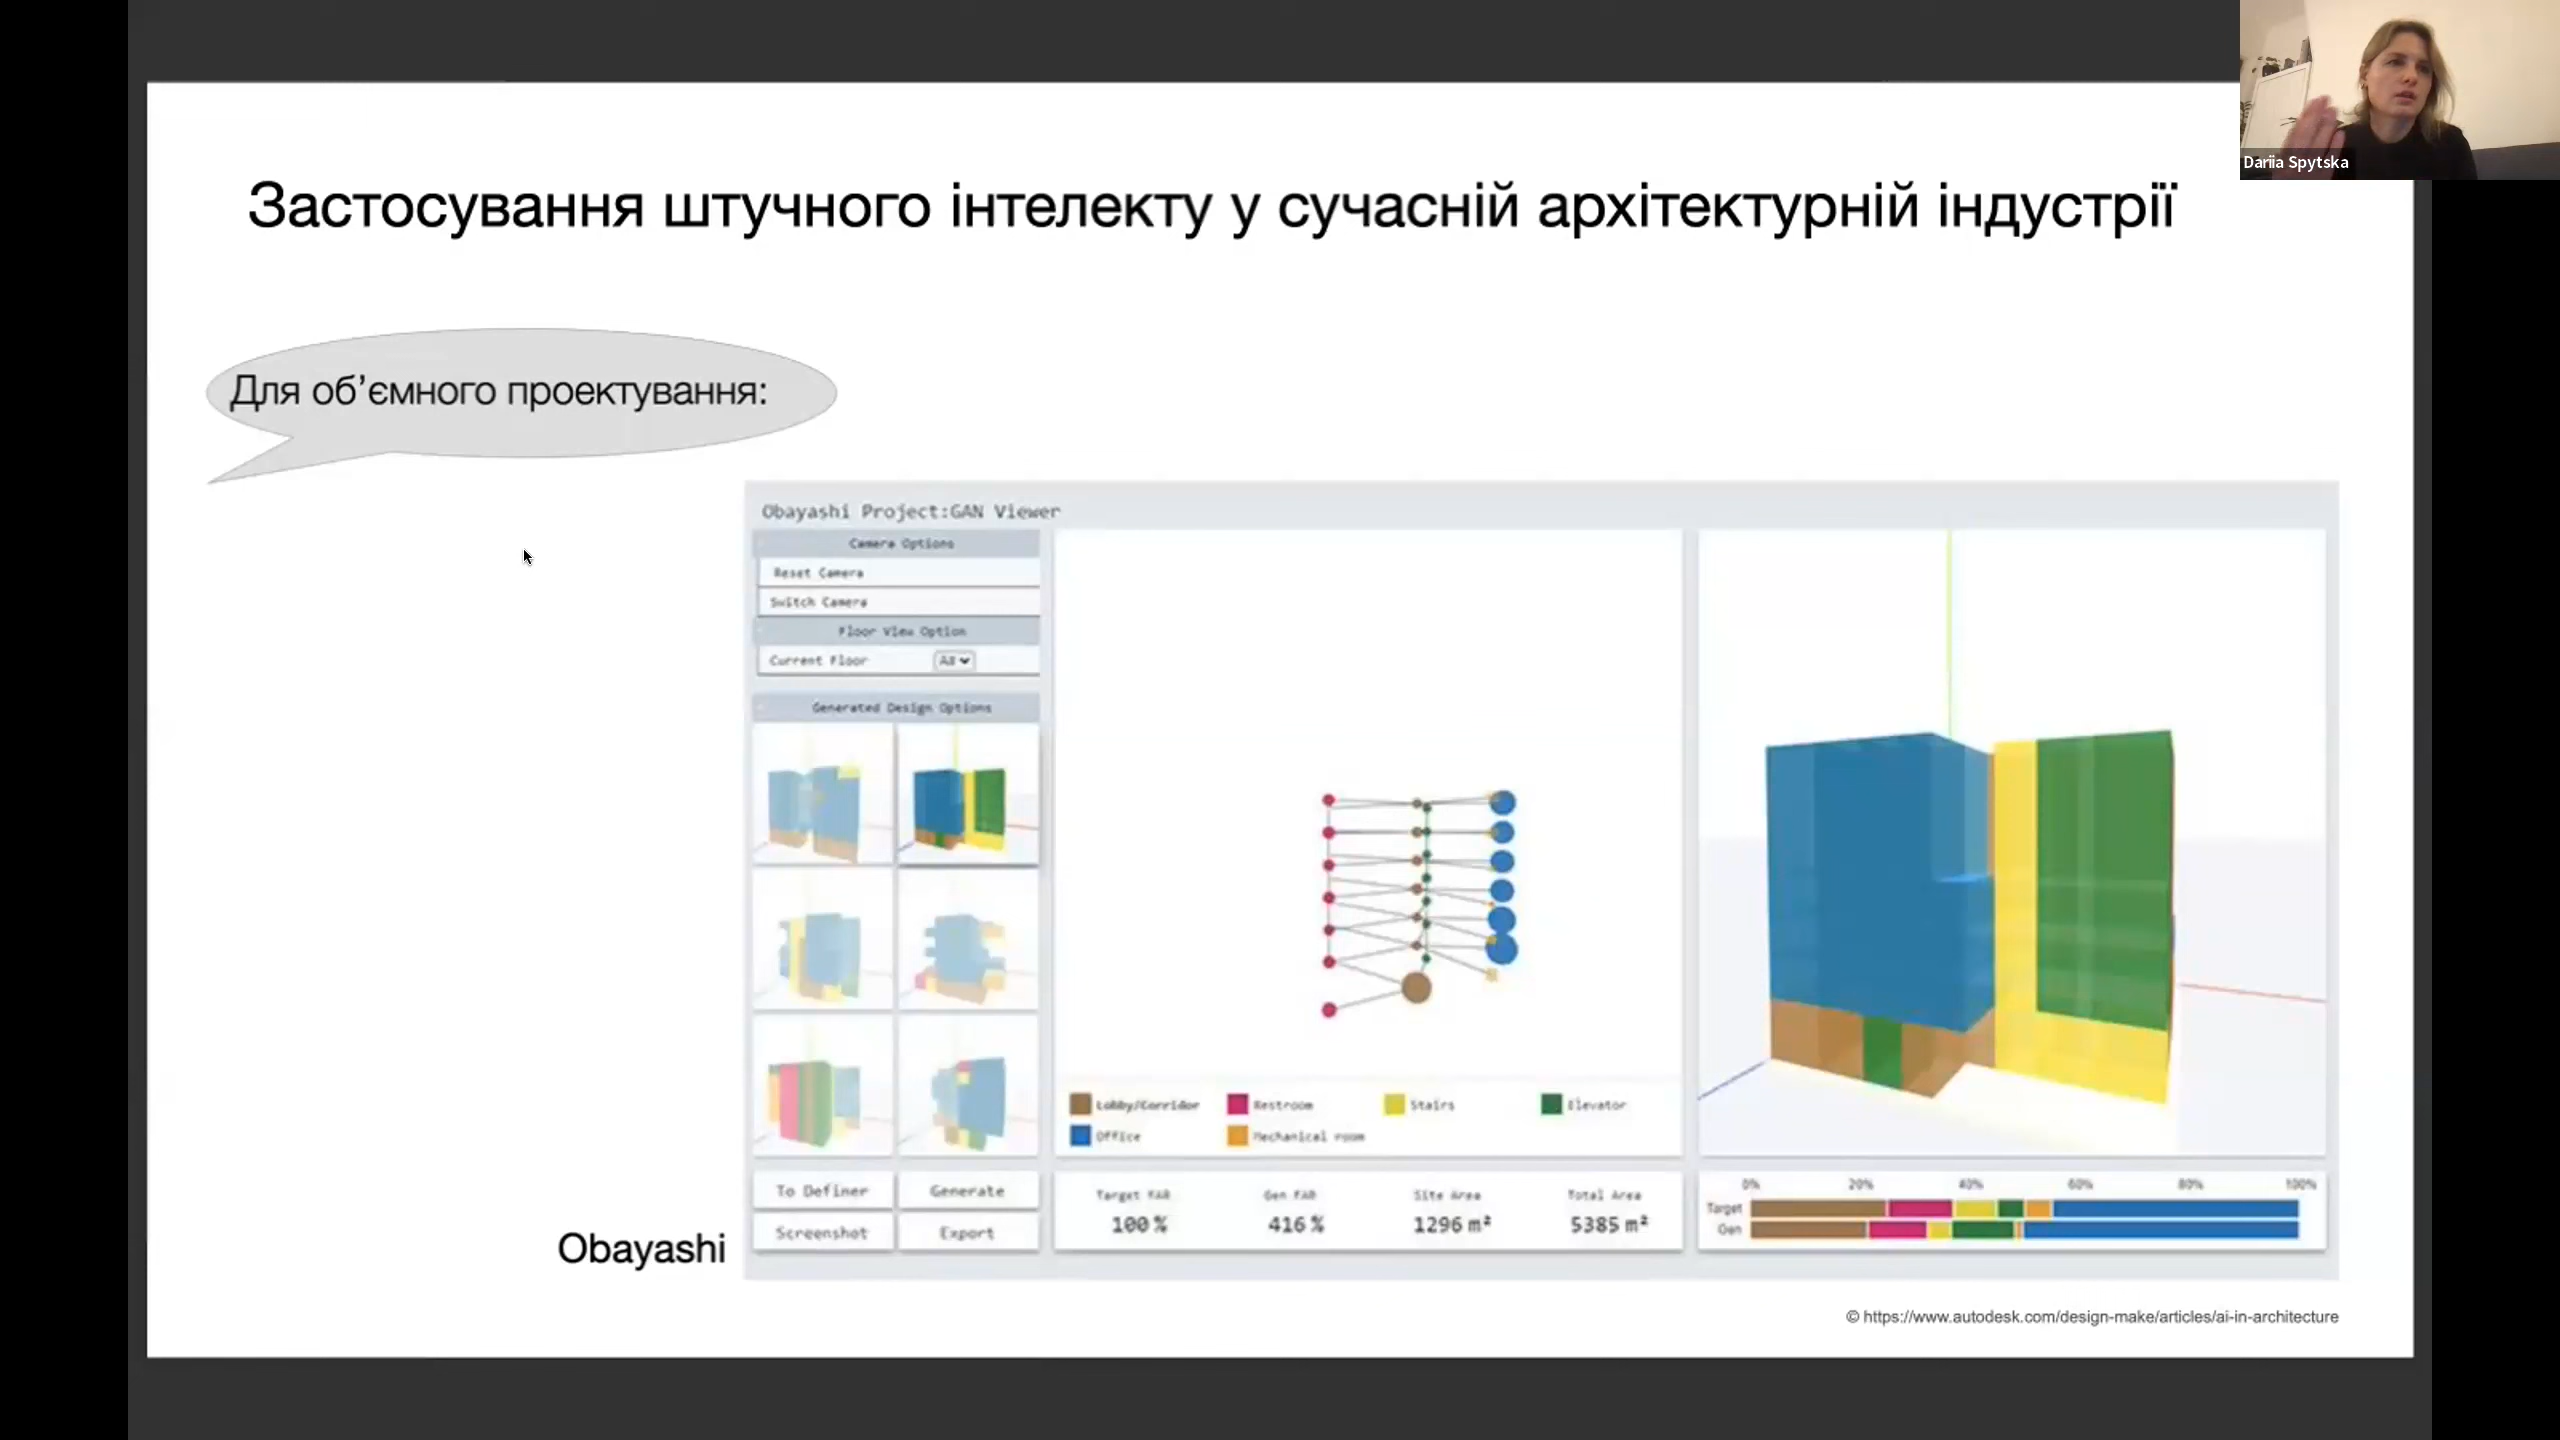 Dariia Spytska
Застосування штучного інтелекту у сучасній архітектурній індустрії
Для об’ємного проектування:
Obayashi Project:GAN Viewer
Camera Options
Reset Camera
Switch Camera
Floor View Option
Current Floor All
Generated Design Options
To Definer Generate
Screenshot Export
Lobby/Corridor Restroom Stairs Elevator
Office Mechanical room
Target FAR Gen FAR Site Area Total Area
100 % 416 % 1296 m² 5385 m²
0% 20% 40% 60% 80% 100%
Target
Gen
Obayashi
© https://www.autodesk.com/design-make/articles/ai-in-architecture